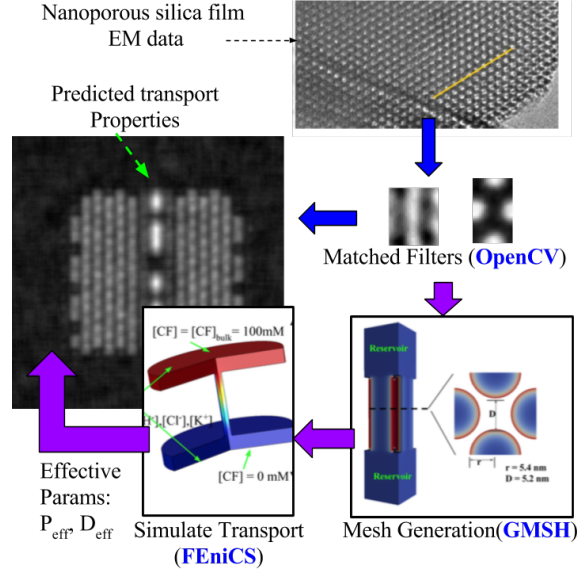 Nanoporous silica film
EM data
Predicted transport
Properties
Matched Filters (OpenCV)
[CF] = [CF]bulk = 100mM
],[Cl-],[K+]
[CF] = 0 mM
Reservoir
Reservoir
D
r
r = 5.4 nm
D = 5.2 nm
Effective
Params:
Peff, Deff
Simulate Transport
(FEniCS)
Mesh Generation(GMSH)